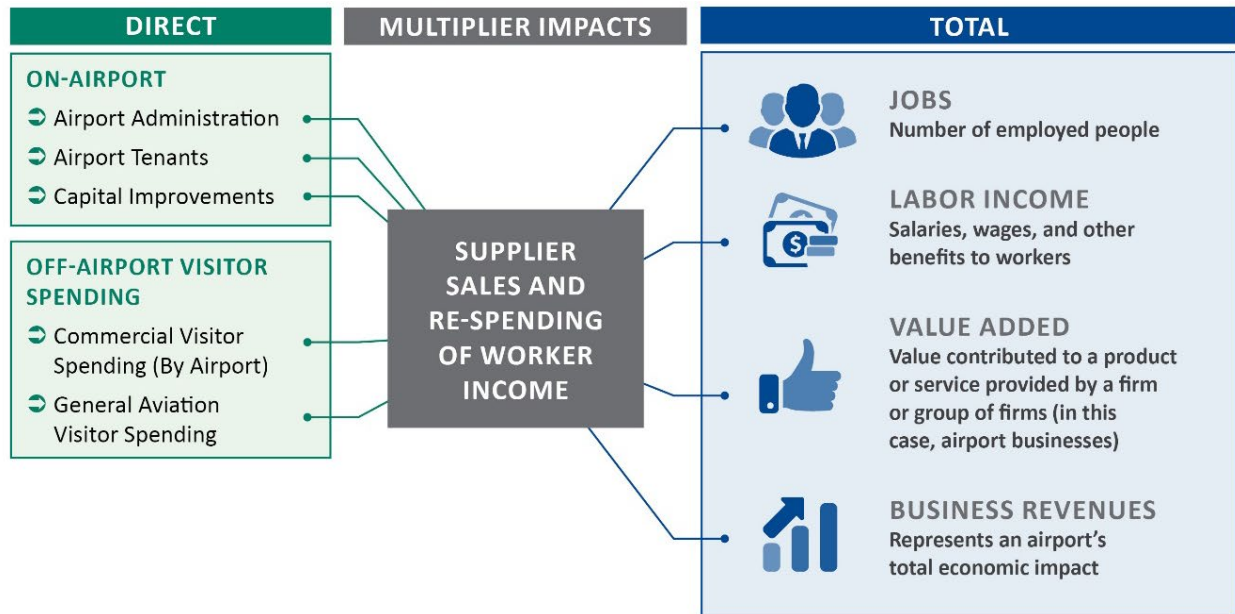 DIRECT
MULTIPLIER IMPACTS
TOTAL
ON-AIRPORT
Airport Administration
Airport Tenants
Capital Improvements
OFF-AIRPORT VISITOR
SPENDING
Commercial Visitor
Spending (By Airport)
General Aviation
Visitor Spending
SUPPLIER
SALES AND
RE-SPENDING
OF WORKER
INCOME
JOBS
Number of employed people
$
LABOR INCOME
Salaries, wages, and other
benefits to workers
VALUE ADDED
Value contributed to a product
or service provided by a firm
or group of firms (in this
case, airport businesses)
BUSINESS REVENUES
Represents an airport’s
total economic impact